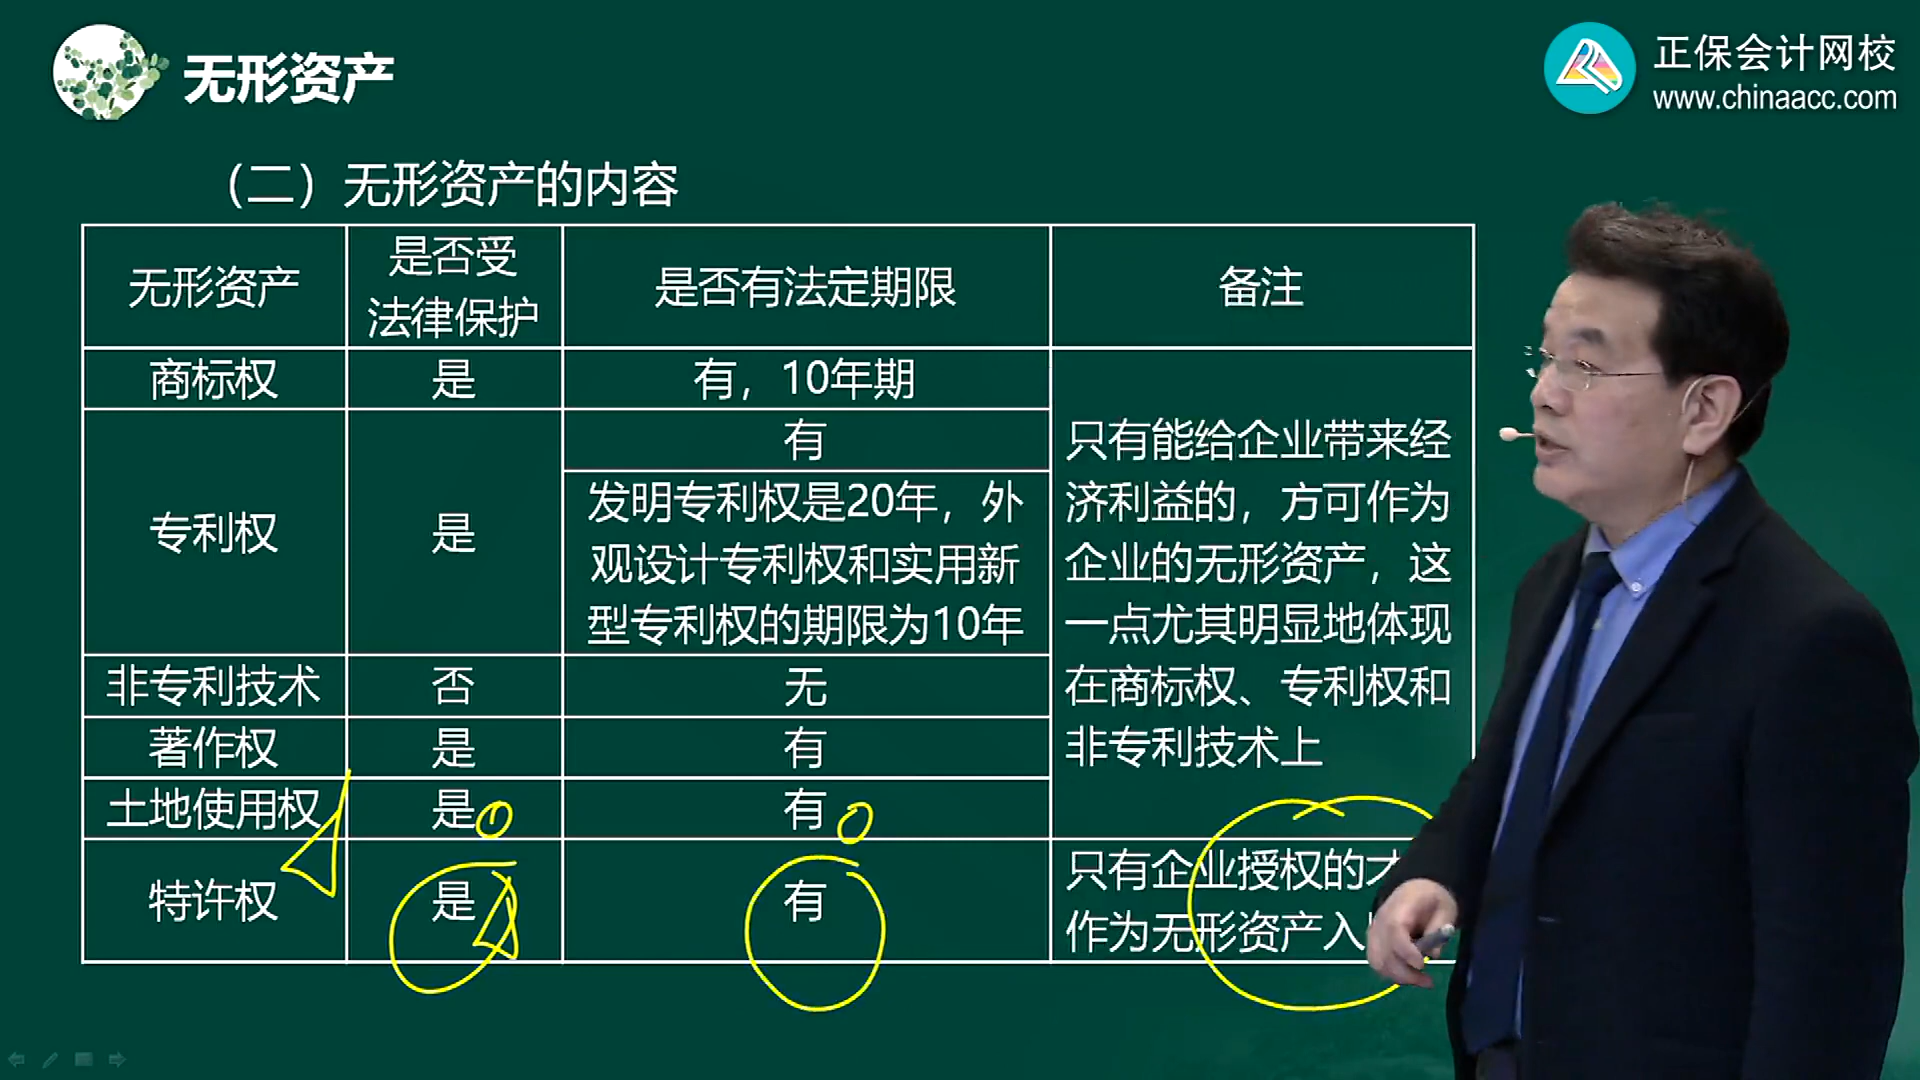 无形资产
正保会计网校
www.chinaacc.com
（二）无形资产的内容
无形资产
是否受
法律保护
是否有法定期限
备注
商标权
是
有，10年期
专利权
是
有
发明专利权是20年，外
观设计专利权和实用新
型专利权的期限为10年
非专利技术
否
无
著作权
是
有
土地使用权
是
有
只有能给企业带来经
济利益的，方可作为
企业的无形资产，这
一点尤其明显地体现
在商标权、专利权和
非专利技术上
特许权
是
有
只有企业授权的
作为无形资产入